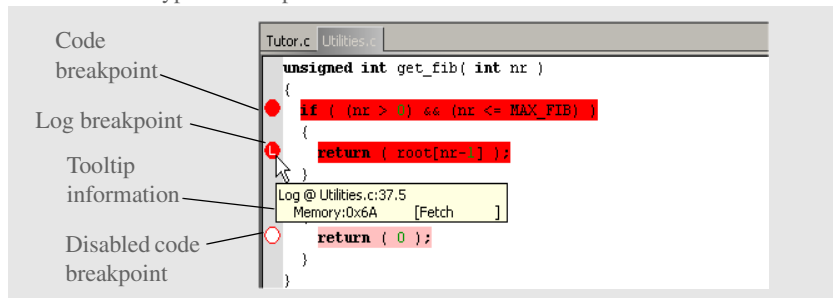 Code
breakpoint
Log breakpoint
Tooltip
information
Disabled code
breakpoint
Tutor.c Utilities.c
unsigned int get_fib( int nr )
{
if ( (nr > 0) && (nr <= MAX_FIB) )
{
return ( root[nr-1] );
}
Log @ Utilities.c:37.5
Memory:0x6A [Fetch ]
return ( 0 );
}
}